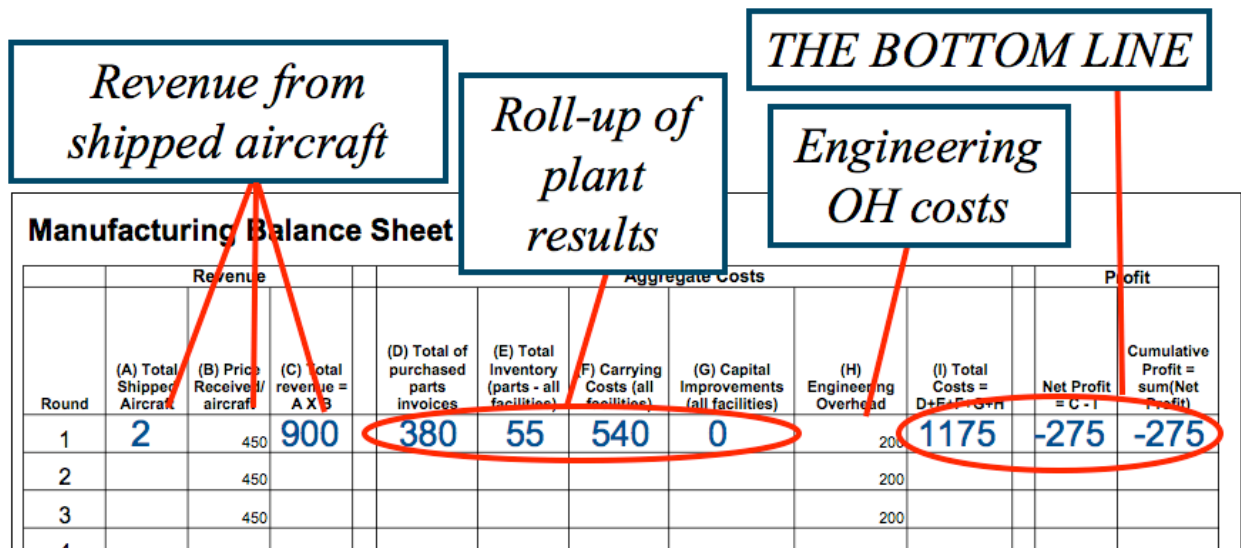 THE BOTTOM LINE
Revenue from
shipped aircraft
Roll-up of
plant
results
Engineering
OH costs
Manufacturing Balance Sheet
Revenue Aggregate Costs Profit
Round
(A) Total
Shipped
Aircraft
(B) Price
Received/
aircraft
(C) Total
revenue =
A X B
(D) Total of
purchased
parts
invoices
(E) Total
Inventory
(parts - all
facilities)
(F) Carrying
Costs (all
facilities)
(G) Capital
Improvements
(all facilities)
(H)
Engineering
Overhead
(I) Total
Costs =
D+E+F+G+H
Net Profit
= C - I
Cumulative
Profit =
sum(Net
Profit)
1 2 450 900 380 55 540 0 200 1175 -275 -275
2 450 200
3 450 200